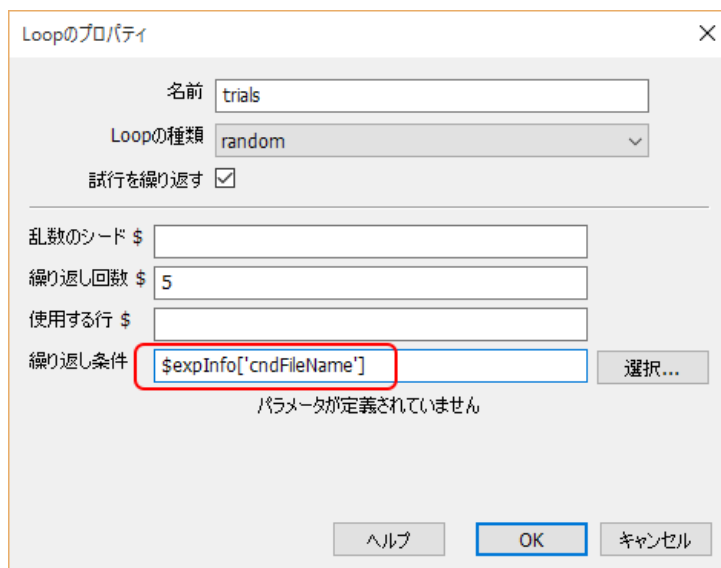 Loopのプロパティ
名前 trials
Loopの種類 random
試行を繰り返す
乱数のシード $
繰り返し回数 $ 5
使用する行 $
繰り返し条件 $expInfo['cndFileName'] 選択...
パラメータが定義されていません
ヘルプ OK キャンセル